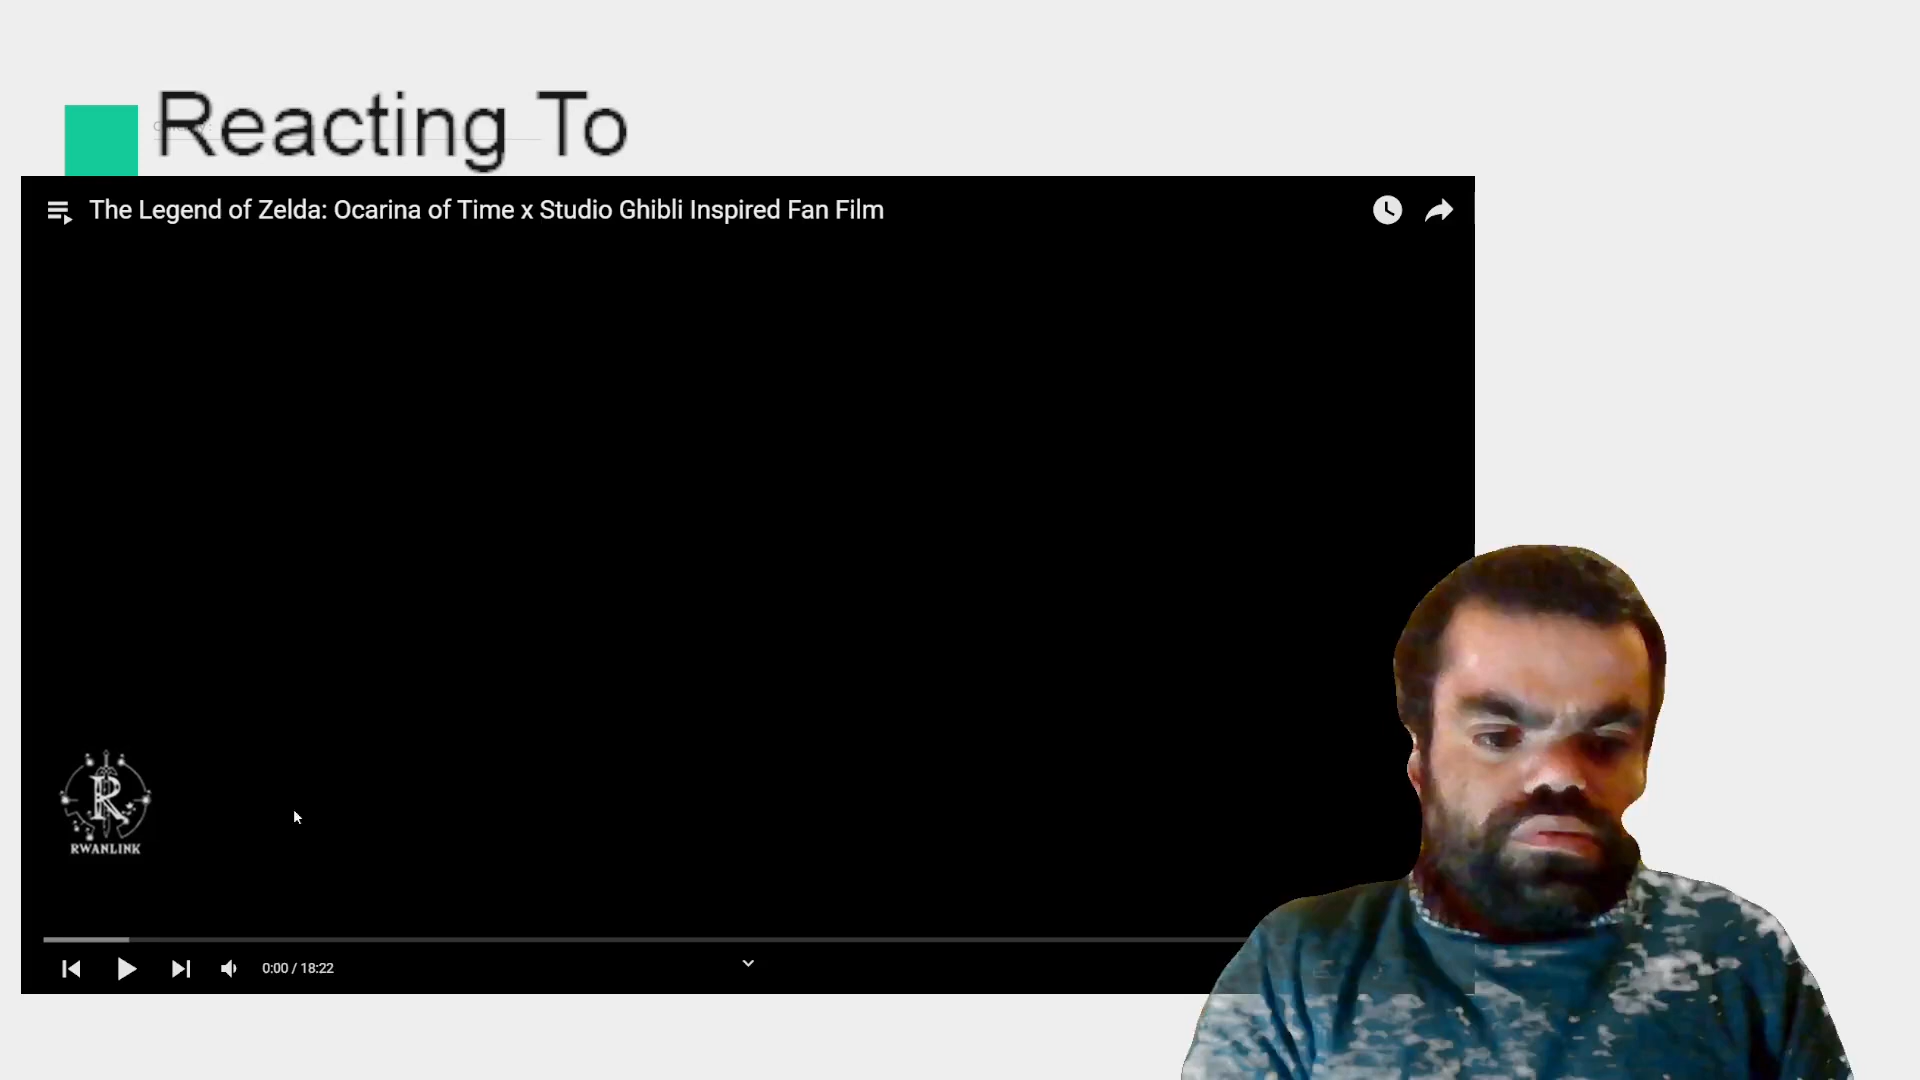 Reacting To
The Legend of Zelda: Ocarina of Time x Studio Ghibli Inspired Fan Film
R
RWANLINK
0:00 / 18:22